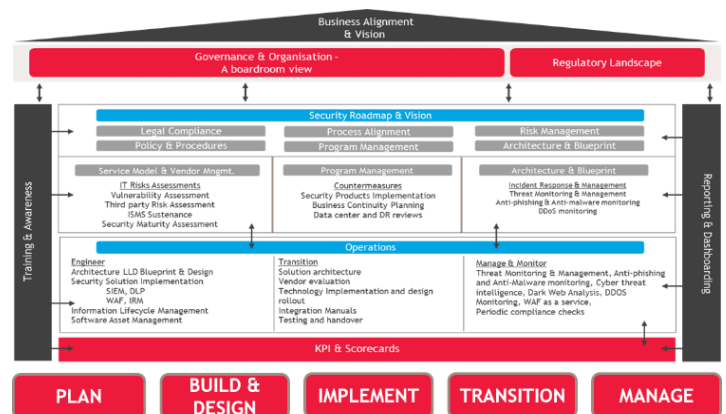 Business Alignment
& Vision
Governance & Organisation –
A boardroom view
Regulatory Landscape
Training & Awareness
Security Roadmap & Vision
Legal Compliance
Process Alignment
Risk Management
Policy & Procedures
Program Management
Architecture & Blueprint
Service Model & Vendor Mngmt.
Program Management
Architecture & Blueprint
IT Risks Assessments
Vulnerability Assessment
Third party Risk Assessment
ISMS Sustenance
Security Maturity Assessment
Countermeasures
Security Products Implementation
Business Continuity Planning
Data center and DR reviews
Incident Response & Management
Threat Monitoring & Management
Anti-phishing & Anti-malware monitoring
DDoS monitoring
Operations
Engineer
Architecture LLD Blueprint & Design
Security Solution Implementation
SIEM, DLP
WAF, IRM
Information Lifecycle Management
Software Asset Management
Transition
Solution architecture
Vendor evaluation
Technology Implementation and design
rollout
Integration Manuals
Testing and handover
Manage & Monitor
Threat Monitoring & Management, Anti-phishing
and Anti-Malware monitoring, Cyber threat
intelligence, Dark Web Analysis, DDOS
Monitoring, WAF as a service,
Periodic compliance checks
Reporting & Dashboarding
KPI & Scorecards
PLAN
BUILD &
DESIGN
IMPLEMENT
TRANSITION
MANAGE